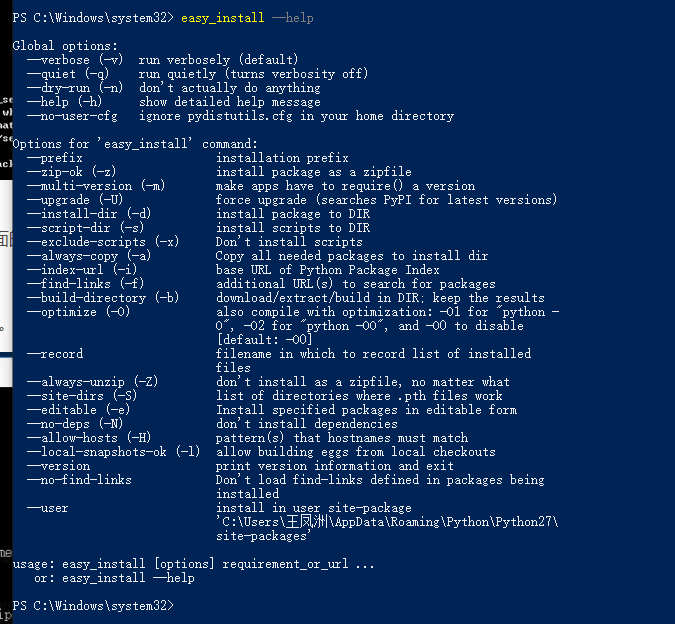 PS C:\Windows\system32> easy_install --help
Global options:
--verbose (-v) run verbosely (default)
--quiet (-q) run quietly (turns verbosity off)
--dry-run (-n) don't actually do anything
--help (-h) show detailed help message
--no-user-cfg ignore pydistutils.cfg in your home directory
Options for 'easy_install' command:
--prefix installation prefix
--zip-ok (-z) install package as a zipfile
--multi-version (-m) make apps have to require() a version
--upgrade (-U) force upgrade (searches PyPI for latest versions)
--install-dir (-d) install package to DIR
--script-dir (-s) install scripts to DIR
--exclude-scripts (-x) Don't install scripts
--always-copy (-a) Copy all needed packages to install dir
--index-url (-i) base URL of Python Package Index
--find-links (-f) additional URL(s) to search for packages
--build-directory (-b) download/extract/build in DIR; keep the results
--optimize (-O) also compile with optimization: -O1 for "python -
O", -O2 for "python -OO", and -O0 to disable
[default: -O0]
--record filename in which to record list of installed
files
--always-unzip (-Z) don't install as a zipfile, no matter what
--site-dirs (-S) list of directories where .pth files work
--editable (-e) Install specified packages in editable form
--no-deps (-N) don't install dependencies
--allow-hosts (-H) pattern(s) that hostnames must match
--local-snapshots-ok (-l) allow building eggs from local checkouts
--version print version information and exit
--no-find-links Don't load find-links defined in packages being
installed
--user install in user site-package
'C:\Users\王凤洲\AppData\Roaming\Python\Python27\
site-packages'
usage: easy_install [options] requirement_or_url ...
or: easy_install --help
PS C:\Windows\system32>